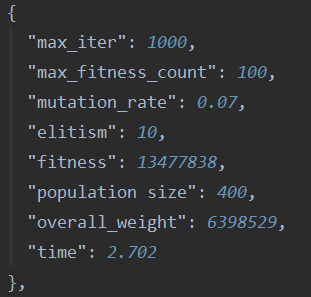 {
"max_iter": 1000,
"max_fitness_count": 100,
"mutation_rate": 0.07,
"elitism": 10,
"fitness": 13477838,
"population size": 400,
"overall_weight": 6398529,
"time": 2.702
},